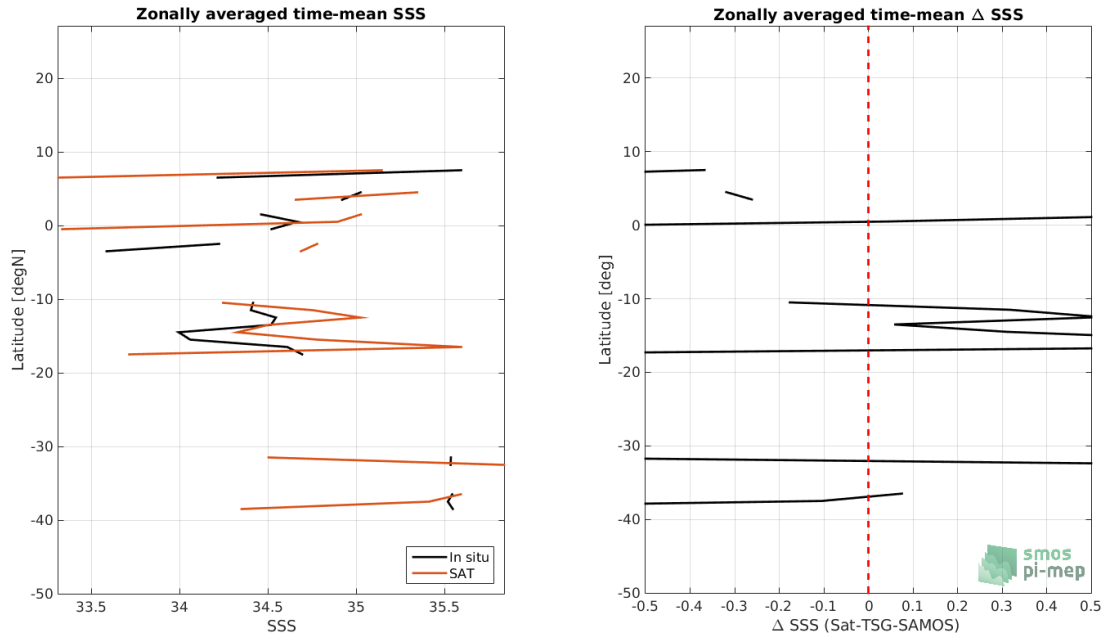 Zonally averaged time-mean SSS
20
10
0
-10
-20
-30
-40
-50
Latitude [degN]
33.5 34 34.5 35 35.5
SSS
In situ
SAT
Zonally averaged time-mean Δ SSS
20
10
0
-10
-20
-30
-40
-50
Latitude [deg]
-0.5 -0.4 -0.3 -0.2 -0.1 0 0.1 0.2 0.3 0.4 0.5
Δ SSS (Sat-TSG-SAMOS)
smos
pi-mep